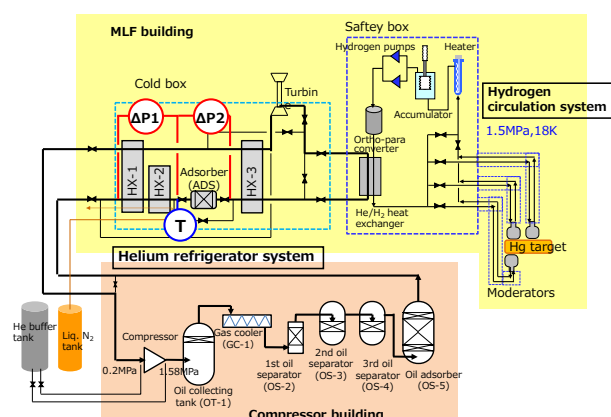 MLF building
Saftey box
Hydrogen pumps
Heater
Cold box
Turbin
e
Accumulator
Hydrogen
circulation system
1.5MPa,18K
ΔP1
ΔP2
Ortho-para
converter
HX-1
HX-2
Adsorber
(ADS)
HX-3
T
He/H₂ heat
exchanger
Hg target
Helium refrigerator system
Moderators
He buffer
tank
Liq. N₂
tank
Compressor
0.2MPa
1.58MPa
Gas cooler
(GC-1)
Oil collecting
tank (OT-1)
1st oil
separator
(OS-2)
2nd oil
separator
(OS-3)
3rd oil
separator
(OS-4)
Oil adsorber
(OS-5)
Compressor building